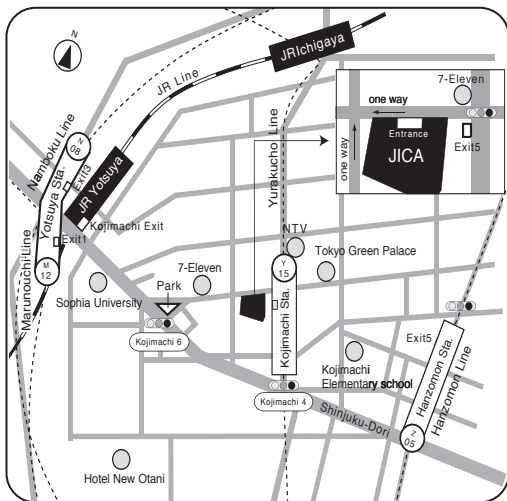 N
JR Line
JRIchigaya
Namboku Line
N
08
Yotsuya Sta.
Exit3
JR Yotsuya
Kojimachi Exit
Exit1
M
12
Marunouchi Line
Yurakucho Line
7-Eleven
one way
one way
Entrance
JICA
Exit5
NTV
Y
15
Tokyo Green Palace
Kojimachi Sta.
Sophia University
7-Eleven
Park
Kojimachi 6
Kojimachi 4
Kojimachi
Elementary school
Exit5
Hanzomon Sta.
Hanzomon Line
Z
05
Shinjuku-Dori
Hotel New Otani